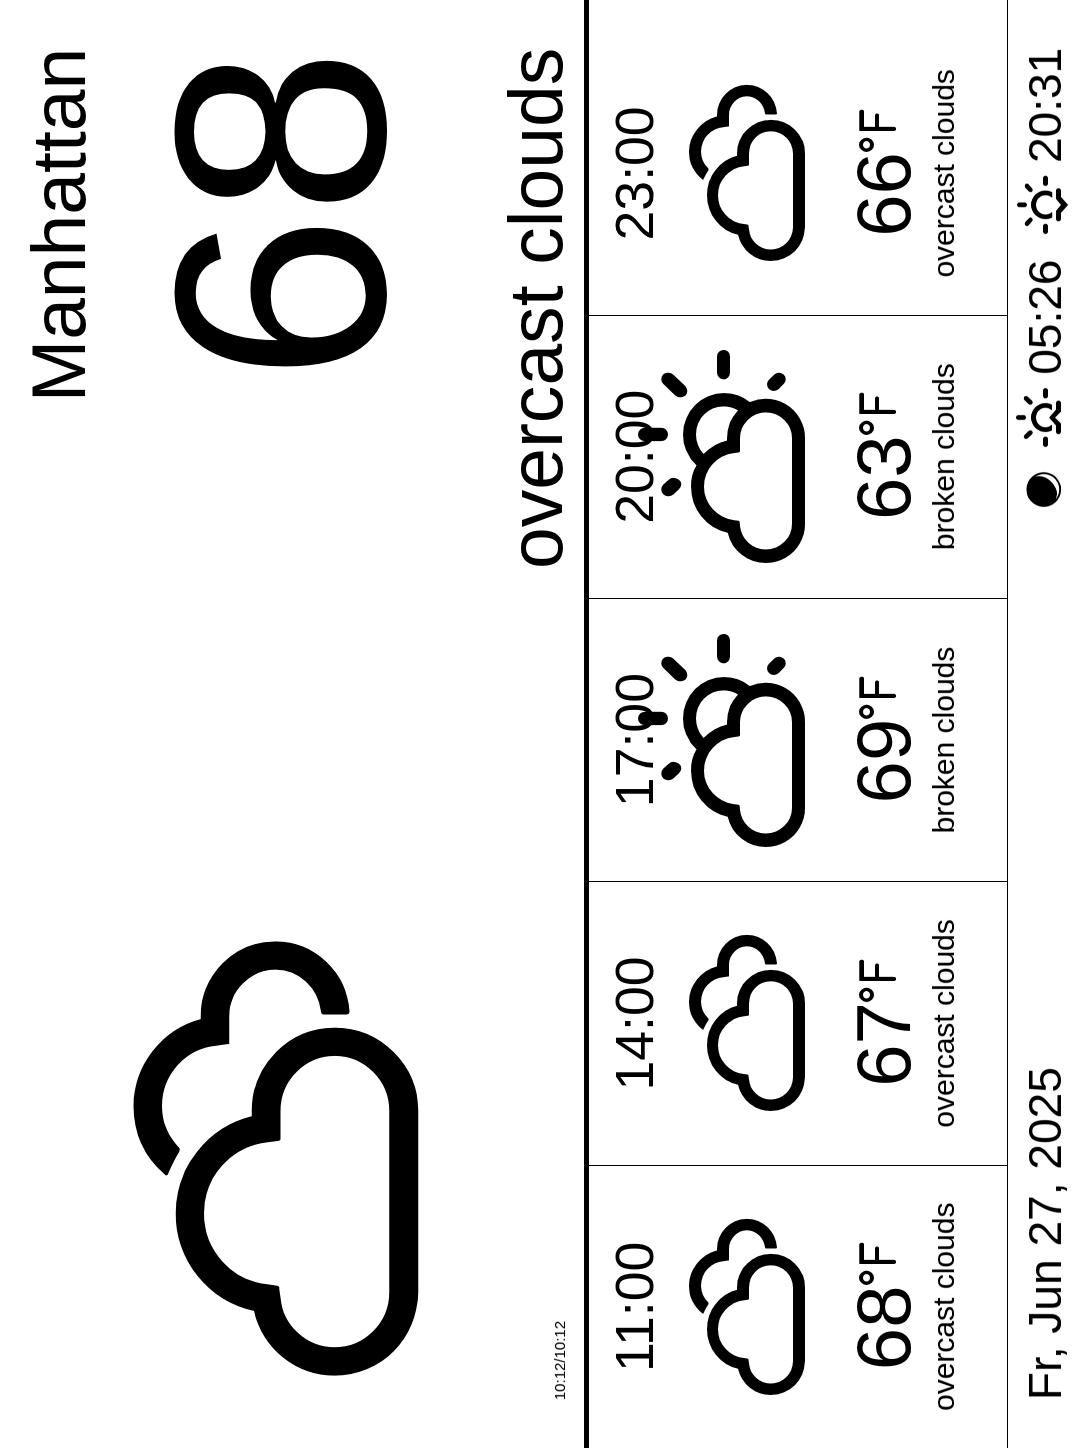 Manhattan
68
overcast clouds
10:12/10:12
11:00
68°F
overcast clouds
14:00
67°F
overcast clouds
17:00
69°F
broken clouds
20:00
63°F
broken clouds
23:00
66°F
overcast clouds
Fr, Jun 27, 2025
05:26
20:31